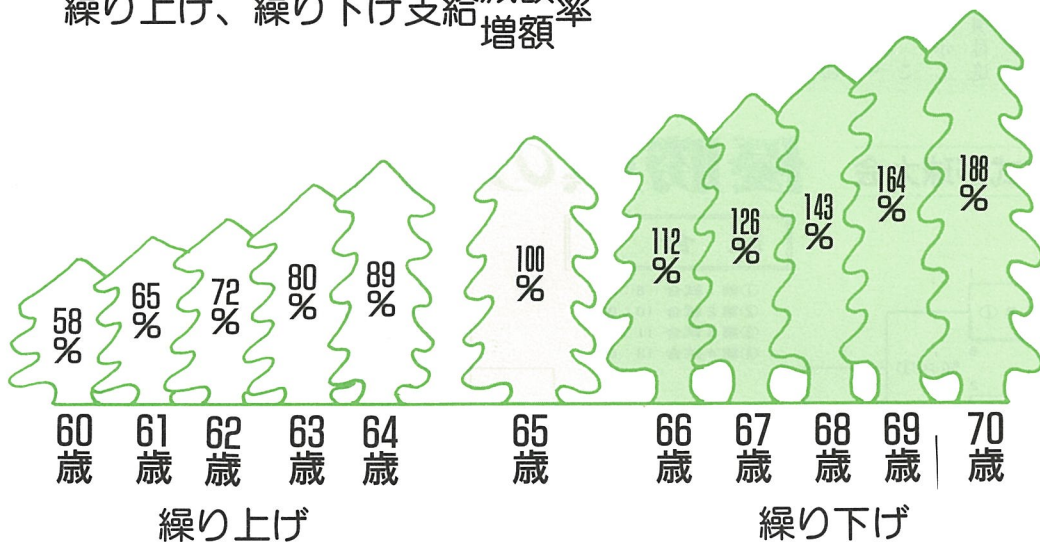 繰り上げ、繰り下げ支給減額率
増額
58%
65%
72%
80%
89%
100%
112%
126%
143%
164%
188%
60歳
61歳
62歳
63歳
64歳
65歳
66歳
67歳
68歳
69歳
70歳
繰り上げ
繰り下げ